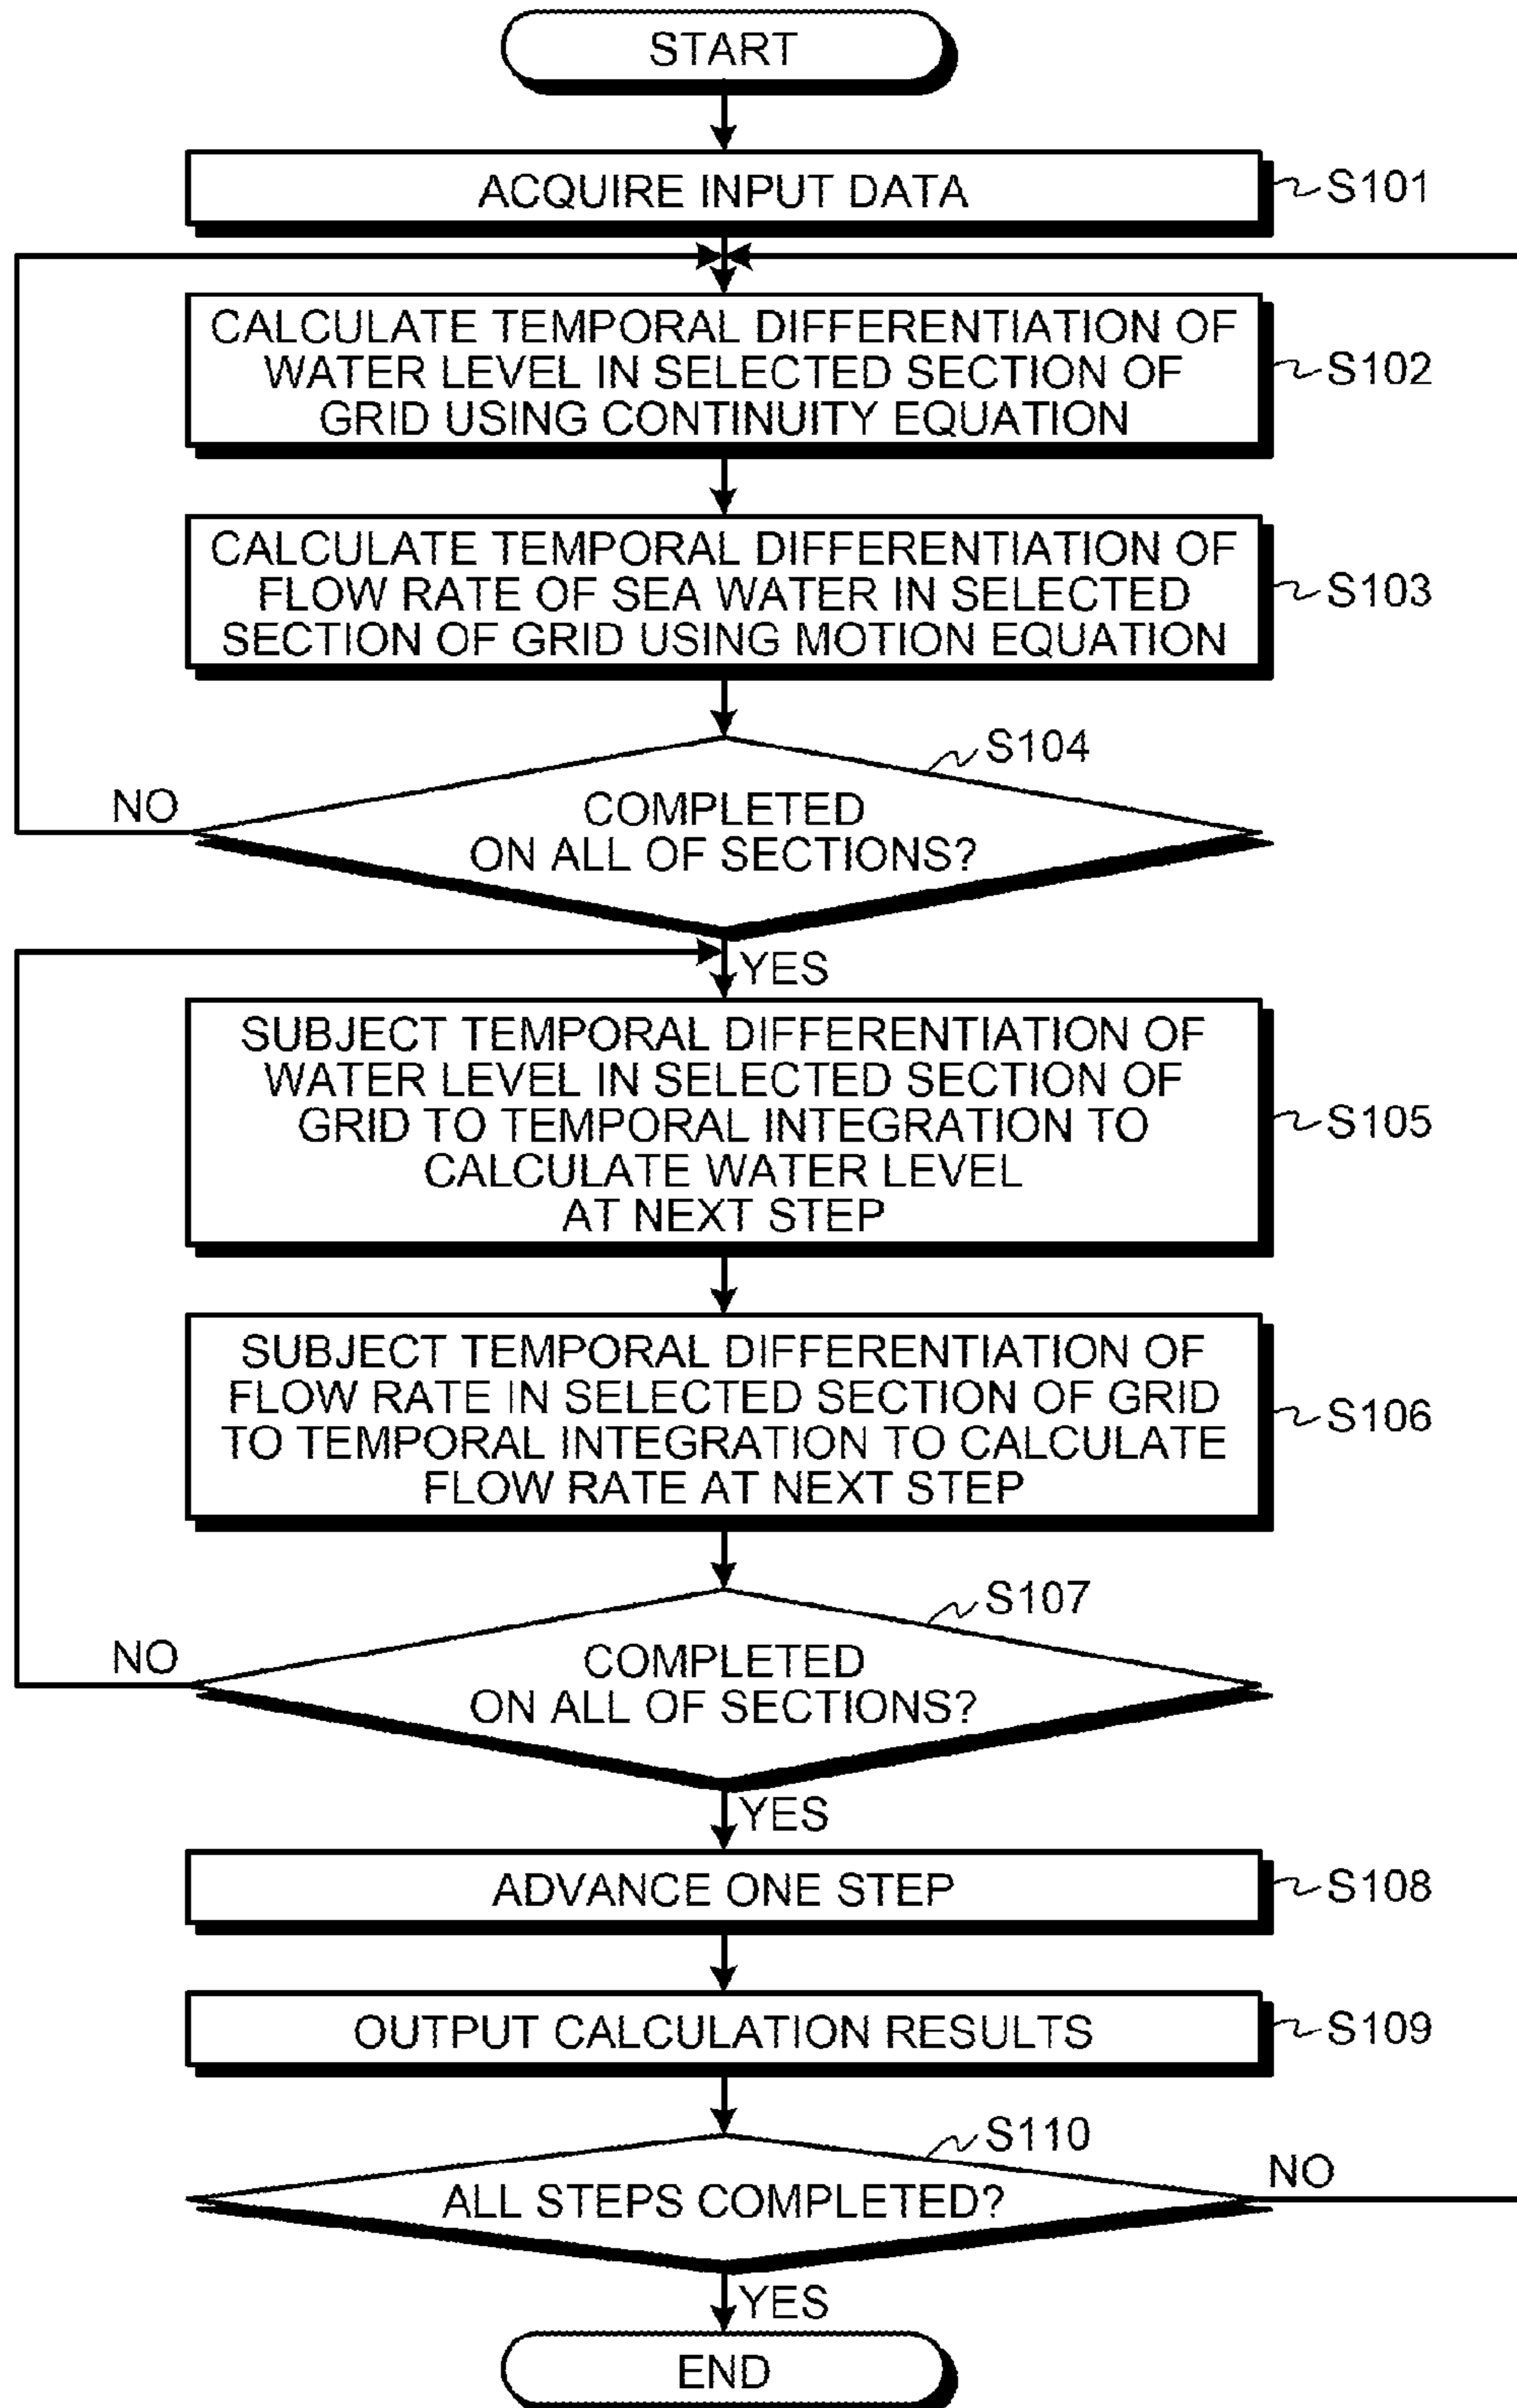 START
ACQUIRE INPUT DATA
S101
CALCULATE TEMPORAL DIFFERENTIATION OF
WATER LEVEL IN SELECTED SECTION OF
GRID USING CONTINUITY EQUATION
S102
CALCULATE TEMPORAL DIFFERENTIATION OF
FLOW RATE OF SEA WATER IN SELECTED
SECTION OF GRID USING MOTION EQUATION
S103
S104
NO
COMPLETED
ON ALL OF SECTIONS?
YES
SUBJECT TEMPORAL DIFFERENTIATION OF
WATER LEVEL IN SELECTED SECTION OF
GRID TO TEMPORAL INTEGRATION TO
CALCULATE WATER LEVEL
AT NEXT STEP
S105
SUBJECT TEMPORAL DIFFERENTIATION OF
FLOW RATE IN SELECTED SECTION OF GRID
TO TEMPORAL INTEGRATION TO CALCULATE
FLOW RATE AT NEXT STEP
S106
S107
NO
COMPLETED
ON ALL OF SECTIONS?
YES
ADVANCE ONE STEP
S108
OUTPUT CALCULATION RESULTS
S109
S110
NO
ALL STEPS COMPLETED?
YES
END